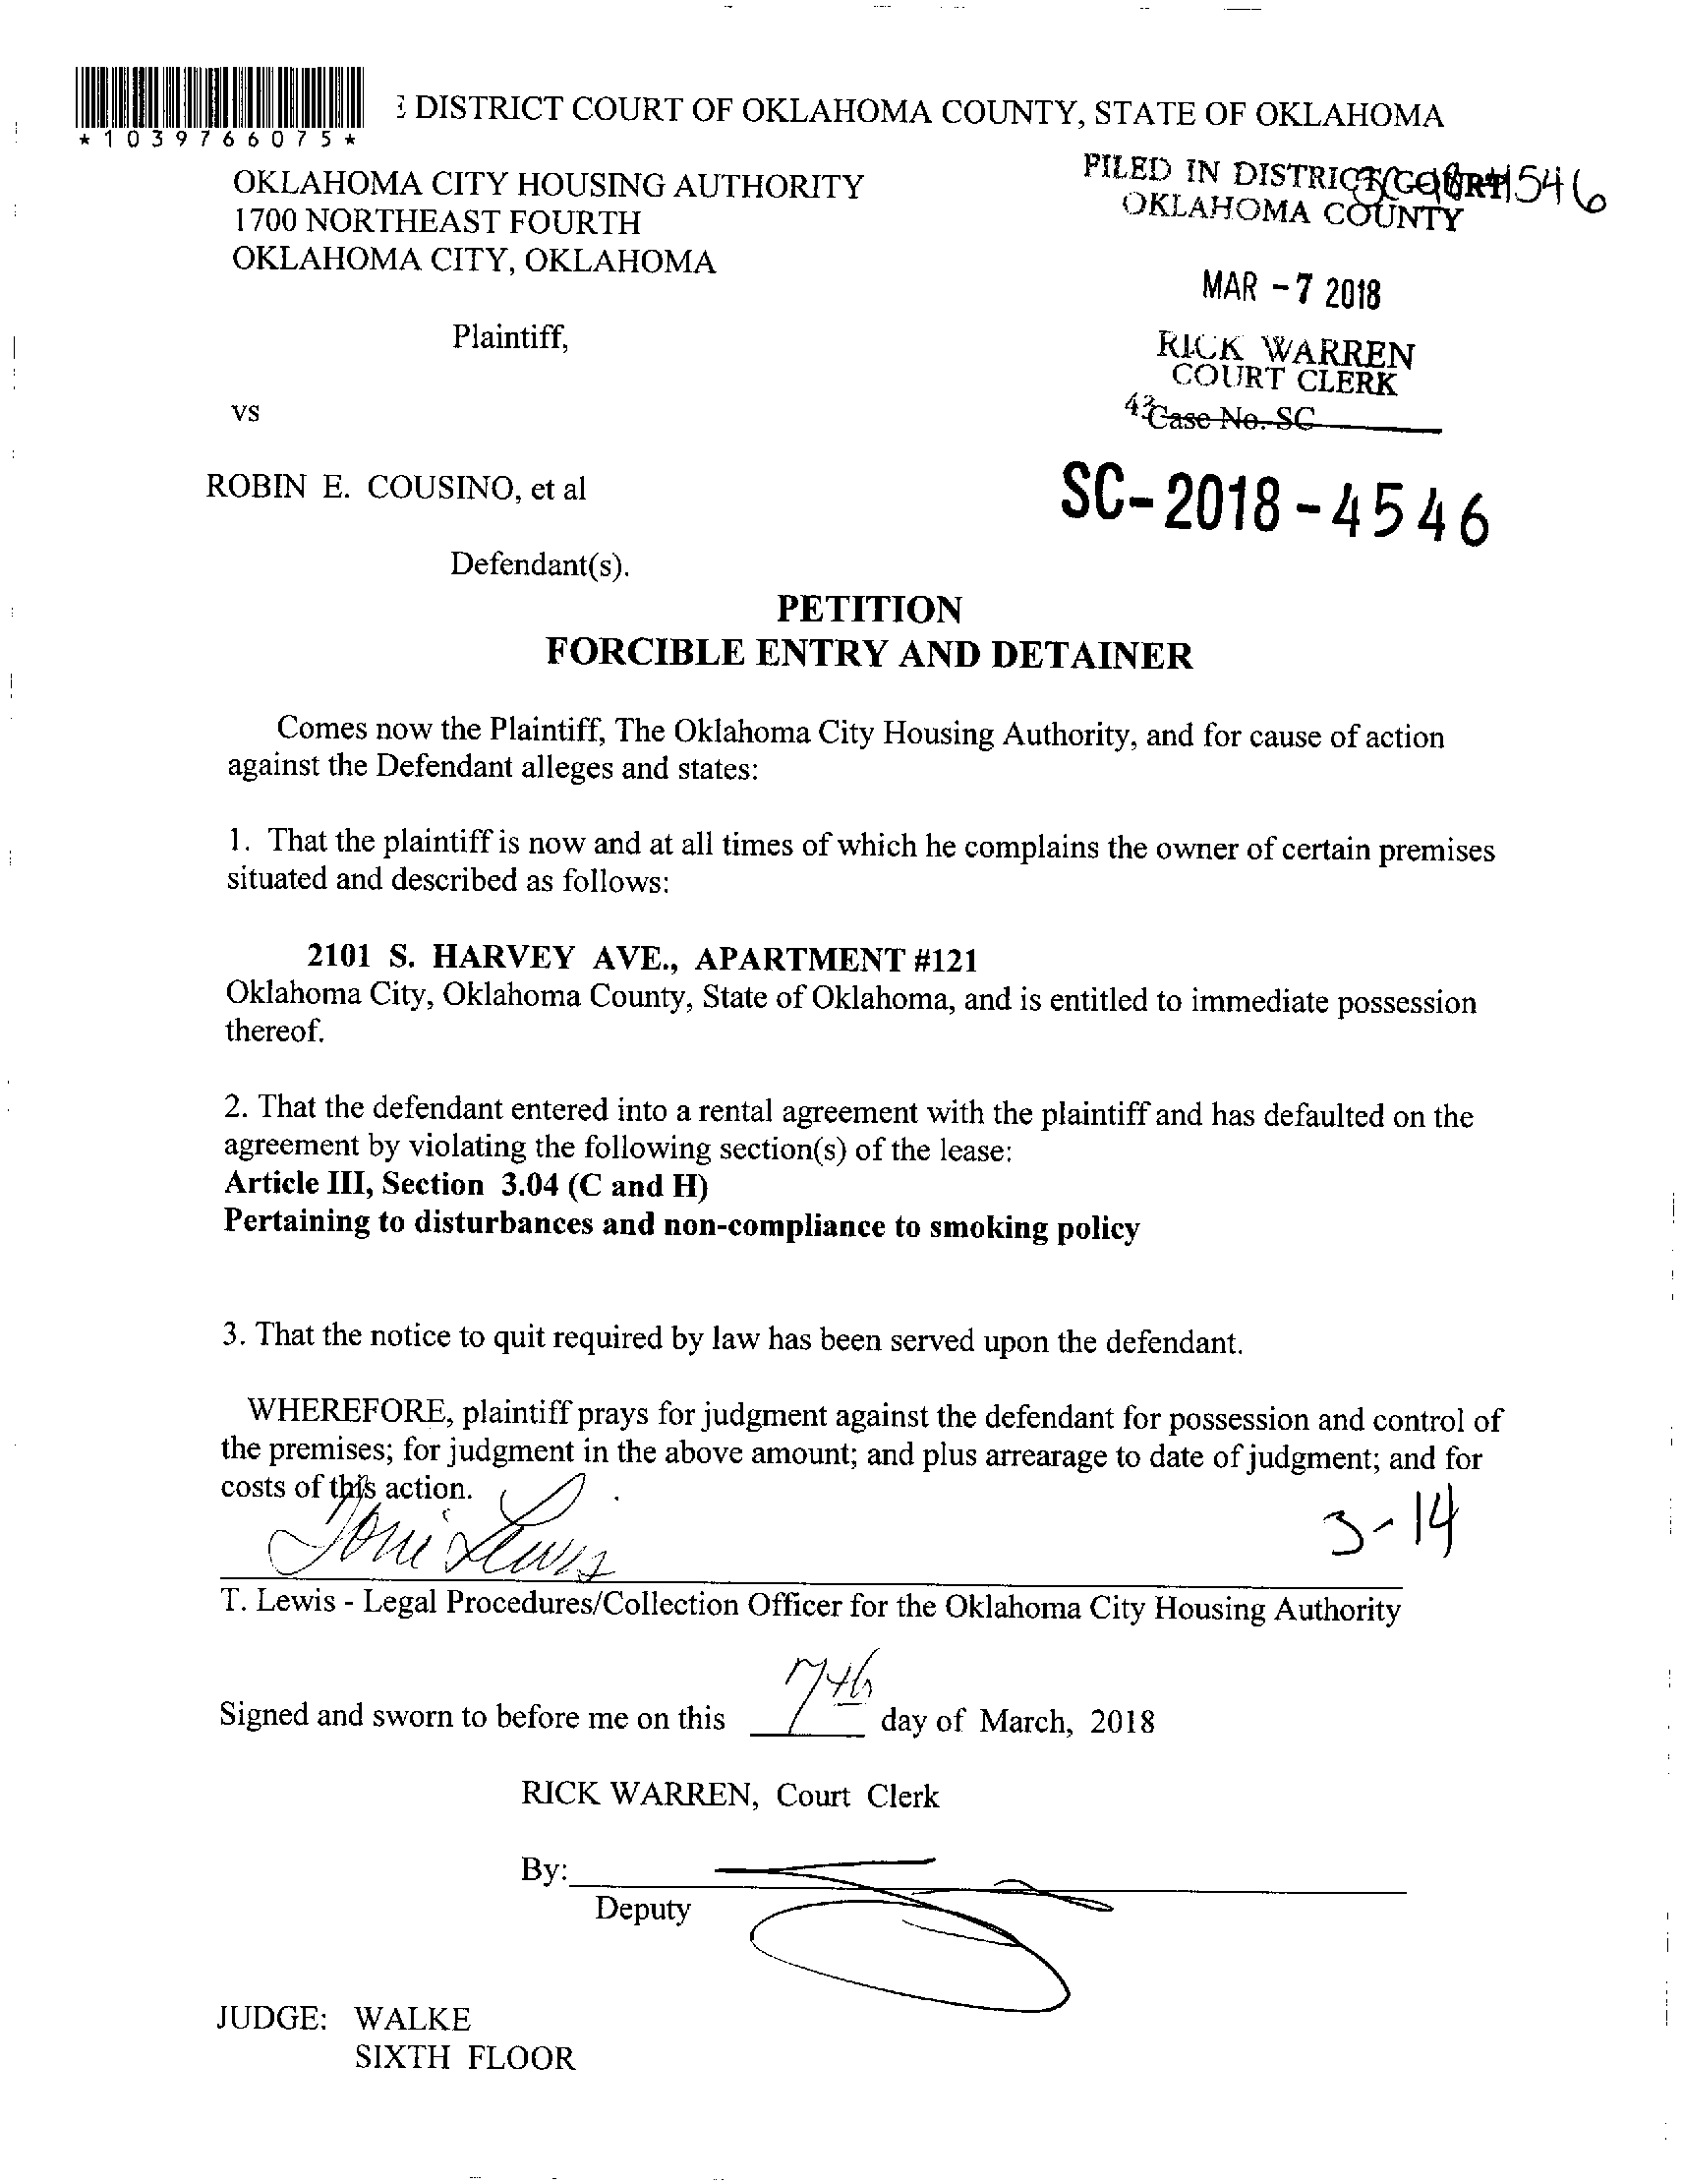 E DISTRICT COURT OF OKLAHOMA COUNTY, STATE OF OKLAHOMA
*1039766075*
OKLAHOMA CITY HOUSING AUTHORITY
1700 NORTHEAST FOURTH
OKLAHOMA CITY, OKLAHOMA
FILED IN DISTRICT COURT
OKLAHOMA COUNTY
MAR -7 2018
Plaintiff,
RICK WARREN
COURT CLERK
vs
43
Case No. SC
ROBIN E. COUSINO, et al
SC-2018-4546
Defendant(s).
PETITION
FORCIBLE ENTRY AND DETAINER
Comes now the Plaintiff, The Oklahoma City Housing Authority, and for cause of action
against the Defendant alleges and states:
1. That the plaintiff is now and at all times of which he complains the owner of certain premises
situated and described as follows:
2101 S. HARVEY AVE., APARTMENT #121
Oklahoma City, Oklahoma County, State of Oklahoma, and is entitled to immediate possession
thereof.
2. That the defendant entered into a rental agreement with the plaintiff and has defaulted on the
agreement by violating the following section(s) of the lease:
Article III, Section 3.04 (C and H)
Pertaining to disturbances and non-compliance to smoking policy
3. That the notice to quit required by law has been served upon the defendant.
WHEREFORE, plaintiff prays for judgment against the defendant for possession and control of
the premises; for judgment in the above amount; and plus arrearage to date of judgment; and for
costs of this action.
Toni Lewis
3-14
T. Lewis - Legal Procedures/Collection Officer for the Oklahoma City Housing Authority
Signed and sworn to before me on this 7th day of March, 2018
RICK WARREN, Court Clerk
By:
Deputy
JUDGE: WALKE
SIXTH FLOOR